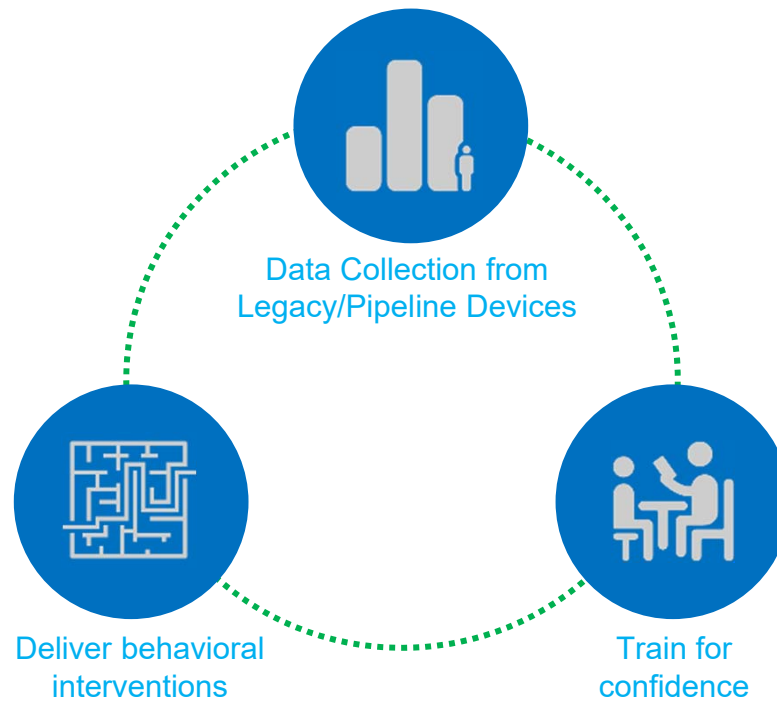 Data Collection from
Legacy/Pipeline Devices
Deliver behavioral
interventions
Train for
confidence